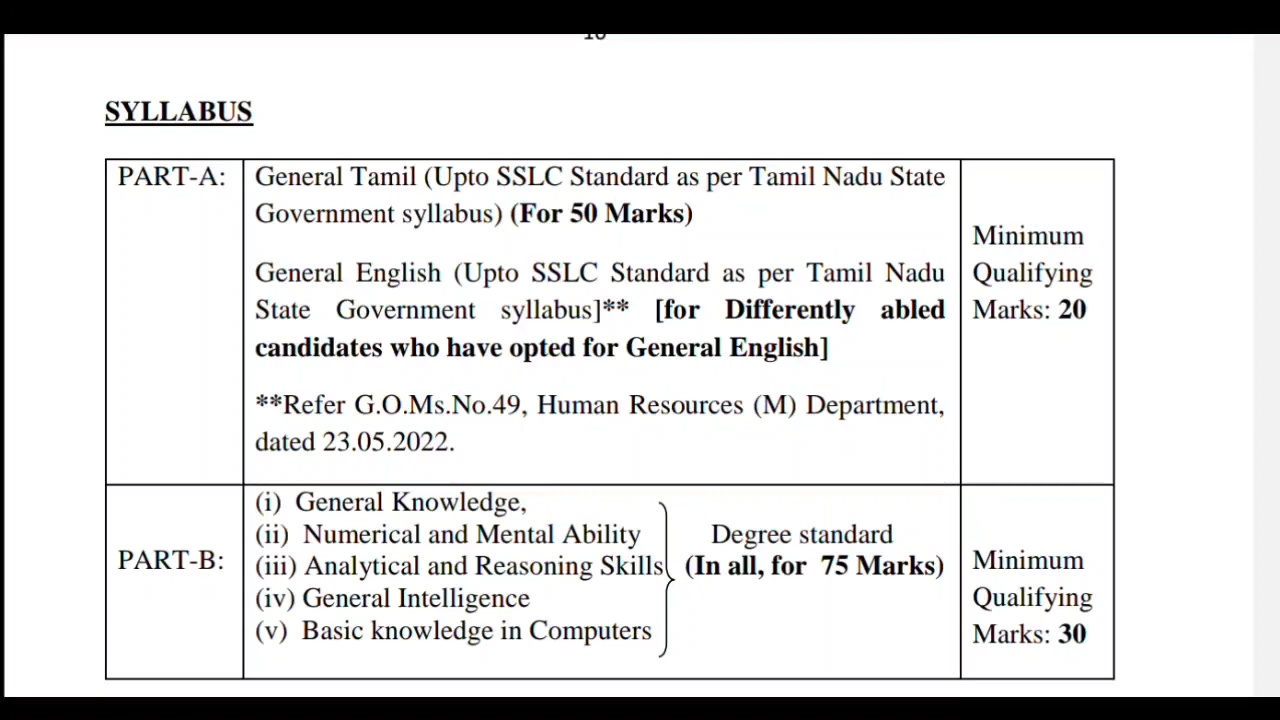 SYLLABUS
PART-A:
General Tamil (Upto SSLC Standard as per Tamil Nadu State
Government syllabus) (For 50 Marks)
General English (Upto SSLC Standard as per Tamil Nadu
State Government syllabus]** [for Differently abled
candidates who have opted for General English]
**Refer G.O.Ms.No.49, Human Resources (M) Department,
dated 23.05.2022.
Minimum
Qualifying
Marks: 20
PART-B:
(i) General Knowledge,
(ii) Numerical and Mental Ability
(iii) Analytical and Reasoning Skills
(iv) General Intelligence
(v) Basic knowledge in Computers
Degree standard
(In all, for 75 Marks)
Minimum
Qualifying
Marks: 30